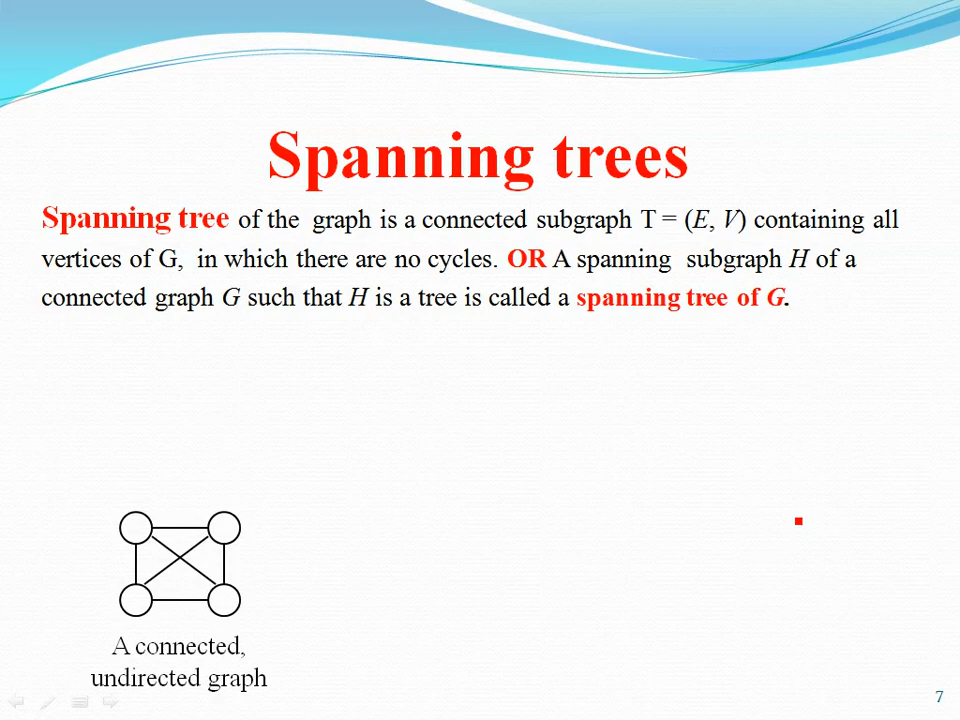 Spanning trees
Spanning tree of the graph is a connected subgraph T = (E, V) containing all
vertices of G, in which there are no cycles. OR A spanning subgraph H of a
connected graph G such that H is a tree is called a spanning tree of G.
A connected,
undirected graph
7